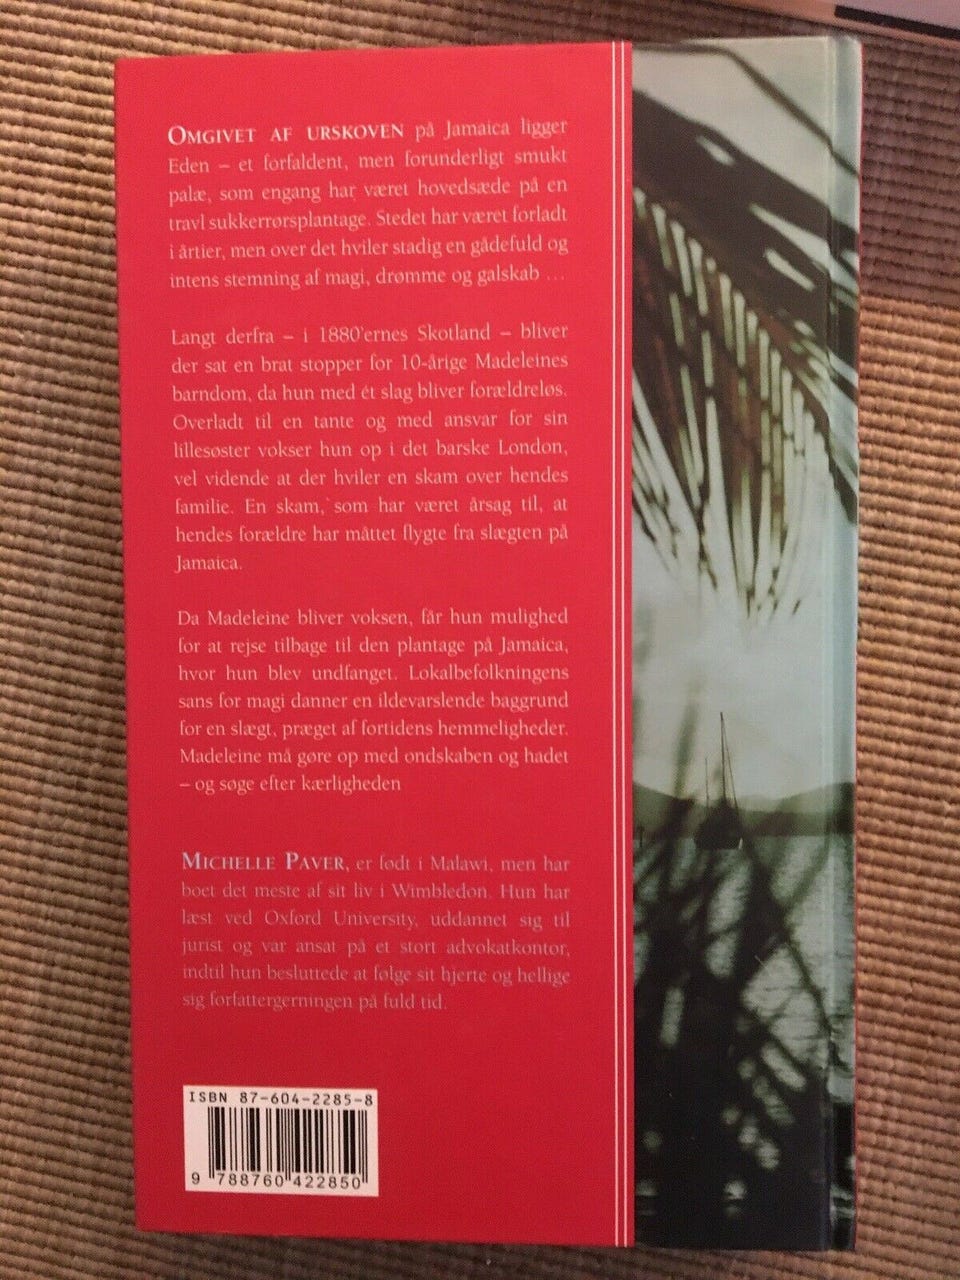 OMGIVET AF URSKOVEN på Jamaica ligger
Eden – et forfaldent, men forunderligt smukt
palæ, som engang har været hovedsæde på en
travl sukkerrørsplantage. Stedet har været forladt
i årtier, men over det hviler stadig en gådefuld og
intens stemning af magi, drømme og galskab ...
Langt derfra – i 1880'ernes Skotland – bliver
der sat en brat stopper for 10-årige Madeleines
barndom, da hun med ét slag bliver forældreløs.
Overladt til en tante og med ansvar for sin
lillesøster vokser hun op i det barske London,
vel vidende at der hviler en skam over hendes
familie. En skam, som har været årsag til, at
hendes forældre har måttet flygte fra slægten på
Jamaica.
Da Madeleine bliver voksen, får hun mulighed
for at rejse tilbage til den plantage på Jamaica,
hvor hun blev undfanget. Lokalbefolkningens
sans for magi danner en ildevarslende baggrund
for en slægt, præget af fortidens hemmeligheder.
Madeleine må gøre op med ondskaben og hadet
– og søge efter kærligheden
MICHELLE PAVER, er født i Malawi, men har
boet det meste af sit liv i Wimbledon. Hun har
læst ved Oxford University, uddannet sig til
jurist og var ansat på et stort advokatkontor,
indtil hun besluttede at følge sit hjerte og hellige
sig forfattergerningen på fuld tid.
ISBN 87-604-2285-8
9 788760 422850